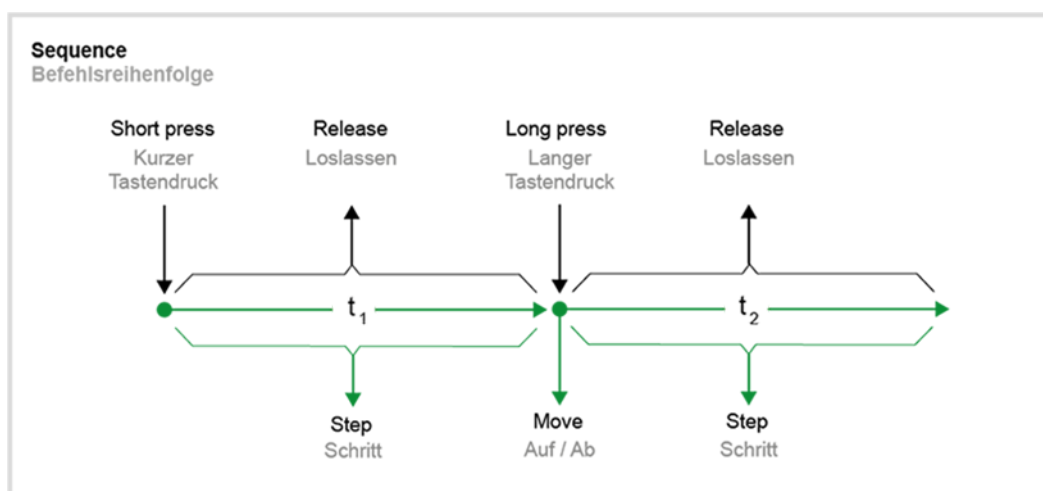 Sequence
Befehlsreihenfolge
Short press
Release
Long press
Release
Kurzer
Tastendruck
Loslassen
Langer
Tastendruck
Loslassen
t1
t2
Step
Schritt
Move
Auf / Ab
Step
Schritt